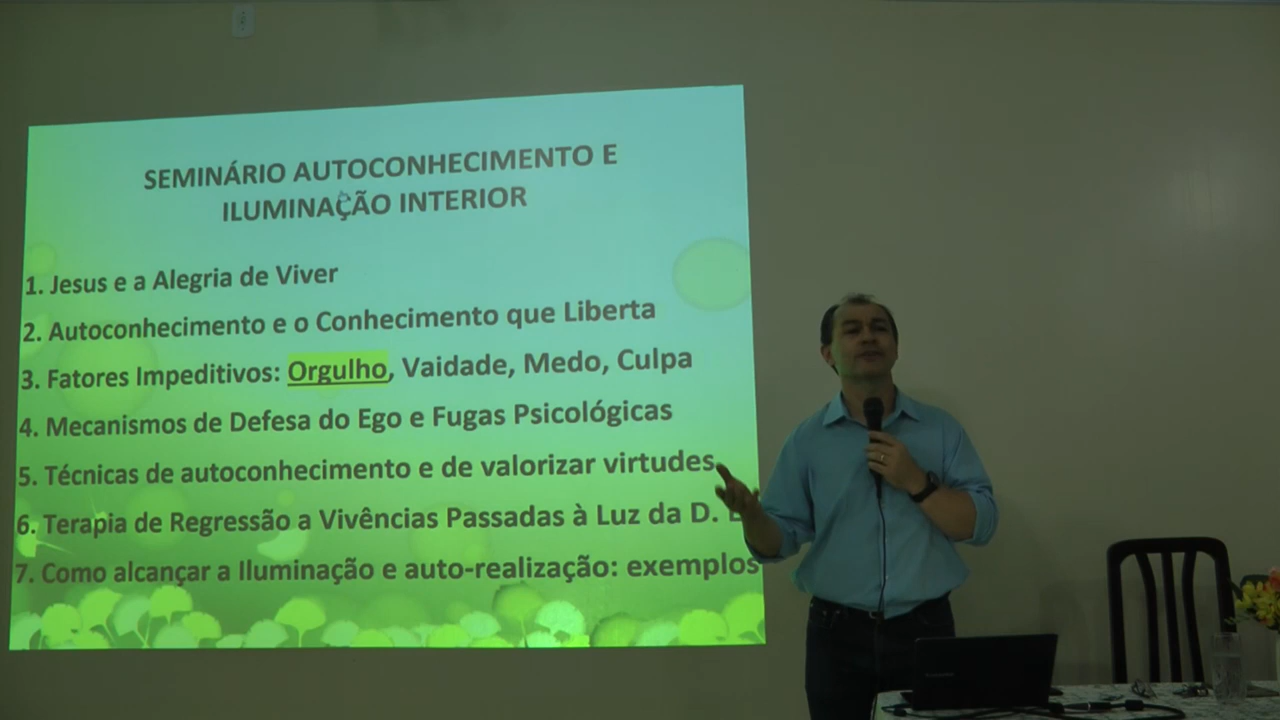 SEMINÁRIO AUTOCONHECIMENTO E
ILUMINAÇÃO INTERIOR
1. Jesus e a Alegria de Viver
2. Autoconhecimento e o Conhecimento que Liberta
3. Fatores Impeditivos: Orgulho, Vaidade, Medo, Culpa
4. Mecanismos de Defesa do Ego e Fugas Psicológicas
5. Técnicas de autoconhecimento e de valorizar virtudes
6. Terapia de Regressão a Vivências Passadas à Luz da D.
7. Como alcançar a Iluminação e auto-realização: exemplos